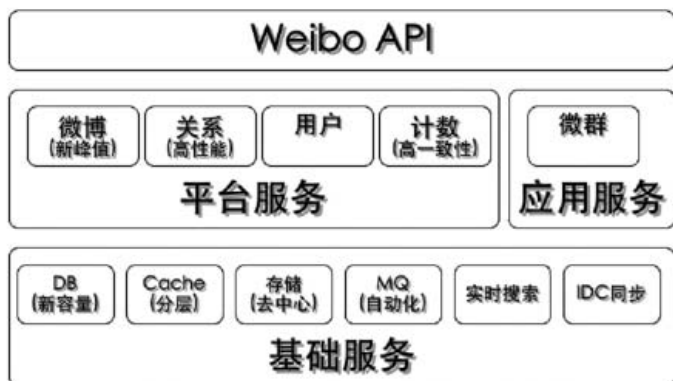 Weibo API
微博
(新峰值)
关系
(高性能)
用户
计数
(高一致性)
平台服务
微群
应用服务
DB
(新容量)
Cache
(分层)
存储
(去中心)
MQ
(自动化)
实时搜索
IDC同步
基础服务